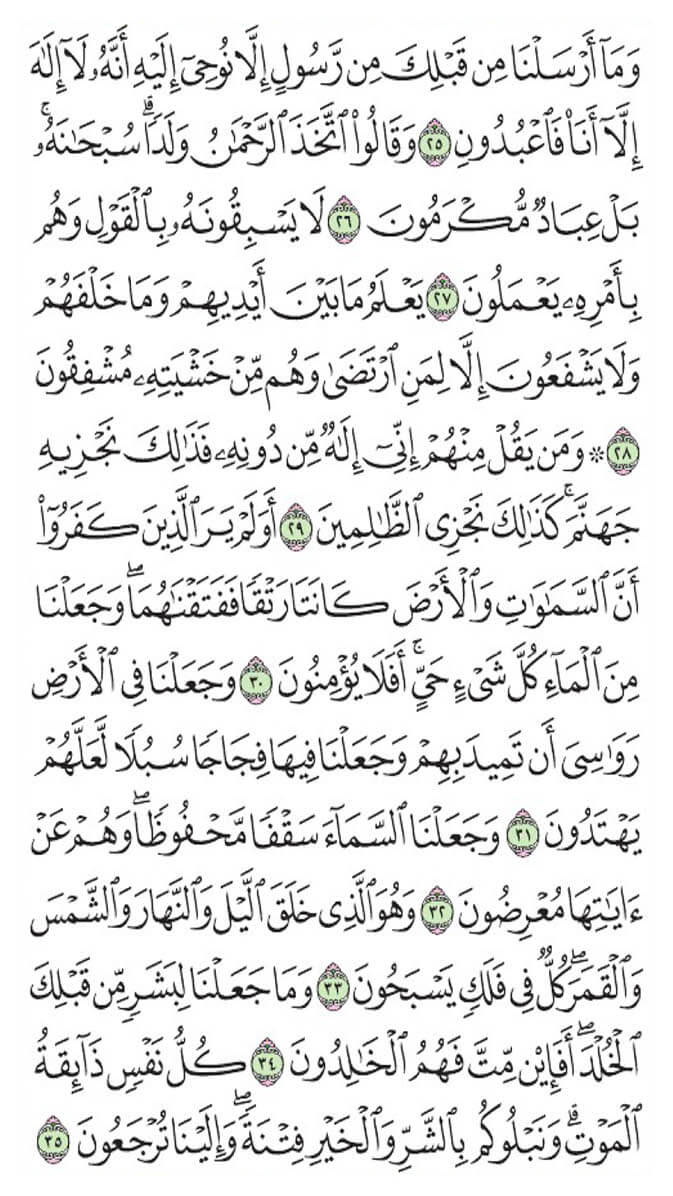 وَمَآ أَرْسَلْنَا مِن قَبْلِكَ مِن رَّسُولٍ إِلَّا نُوحِىٓ إِلَيْهِ أَنَّهُۥ لَآ إِلَٰهَ
إِلَّآ أَنَا۠ فَٱعْبُدُونِ ٢٥ وَقَالُوا۟ ٱتَّخَذَ ٱلرَّحْمَٰنُ وَلَدًا ۗ سُبْحَٰنَهُۥ ۚ
بَلْ عِبَادٌ مُّكْرَمُونَ ٢٦ لَا يَسْبِقُونَهُۥ بِٱلْقَوْلِ وَهُم
بِأَمْرِهِۦ يَعْمَلُونَ ٢٧ يَعْلَمُ مَا بَيْنَ أَيْدِيهِمْ وَمَا خَلْفَهُمْ
وَلَا يَشْفَعُونَ إِلَّا لِمَنِ ٱرْتَضَىٰ وَهُم مِّنْ خَشْيَتِهِۦ مُشْفِقُونَ
٢٨ ۞ وَمَن يَقُلْ مِنْهُمْ إِنِّىٓ إِلَٰهٌ مِّن دُونِهِۦ فَذَٰلِكَ نَجْزِيهِ
جَهَنَّمَ ۚ كَذَٰلِكَ نَجْزِى ٱلظَّٰلِمِينَ ٢٩ أَوَلَمْ يَرَ ٱلَّذِينَ كَفَرُوٓا۟
أَنَّ ٱلسَّمَٰوَٰتِ وَٱلْأَرْضَ كَانَتَا رَتْقًا فَفَتَقْنَٰهُمَا ۖ وَجَعَلْنَا
مِنَ ٱلْمَآءِ كُلَّ شَىْءٍ حَىٍّ ۖ أَفَلَا يُؤْمِنُونَ ٣٠ وَجَعَلْنَا فِى ٱلْأَرْضِ
رَوَٰسِىَ أَن تَمِيدَ بِهِمْ وَجَعَلْنَا فِيهَا فِجَاجًا سُبُلًا لَّعَلَّهُمْ
يَهْتَدُونَ ٣١ وَجَعَلْنَا ٱلسَّمَآءَ سَقْفًا مَّحْفُوظًا ۖ وَهُمْ عَنْ
ءَايَٰتِهَا مُعْرِضُونَ ٣٢ وَهُوَ ٱلَّذِى خَلَقَ ٱلَّيْلَ وَٱلنَّهَارَ وَٱلشَّمْسَ
وَٱلْقَمَرَ ۖ كُلٌّ فِى فَلَكٍ يَسْبَحُونَ ٣٣ وَمَا جَعَلْنَا لِبَشَرٍ مِّن قَبْلِكَ
ٱلْخُلْدَ ۖ أَفَإِي۟ن مِّتَّ فَهُمُ ٱلْخَٰلِدُونَ ٣٤ كُلُّ نَفْسٍ ذَآئِقَةُ
ٱلْمَوْتِ ۗ وَنَبْلُوكُم بِٱلشَّرِّ وَٱلْخَيْرِ فِتْنَةً ۖ وَإِلَيْنَا تُرْجَعُونَ ٣٥